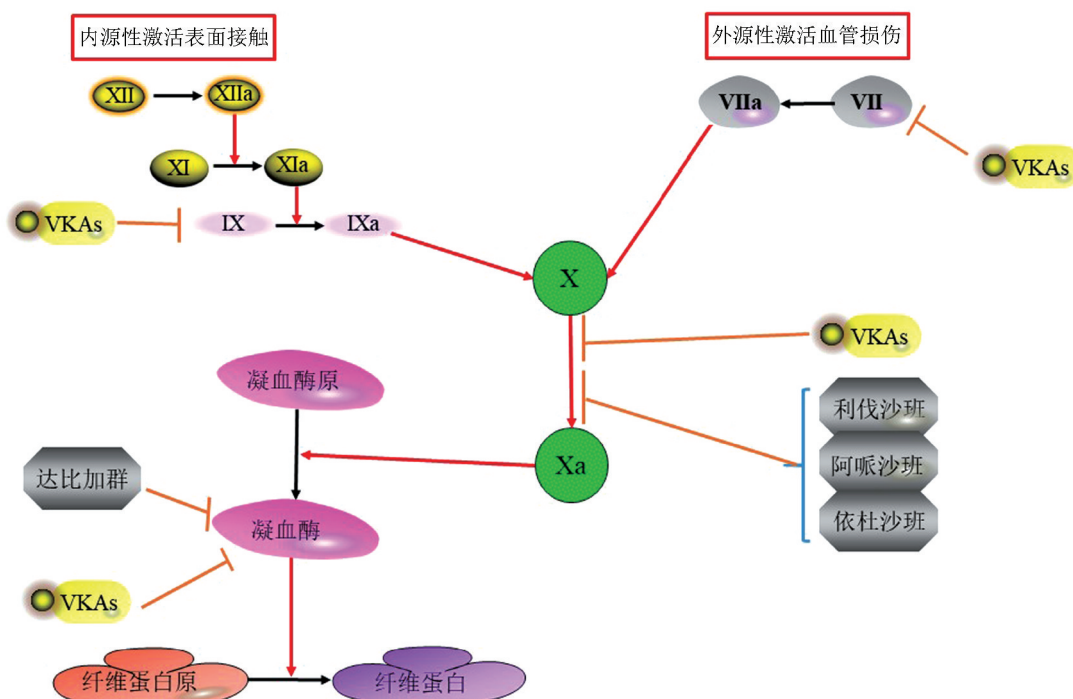 内源性激活表面接触
外源性激活血管损伤
XII
XIIa
VIIa
VII
VKAs
XI
XIa
VKAs
IX
IXa
X
VKAs
凝血酶原
利伐沙班
阿哌沙班
依杜沙班
Xa
达比加群
凝血酶
VKAs
纤维蛋白原
纤维蛋白